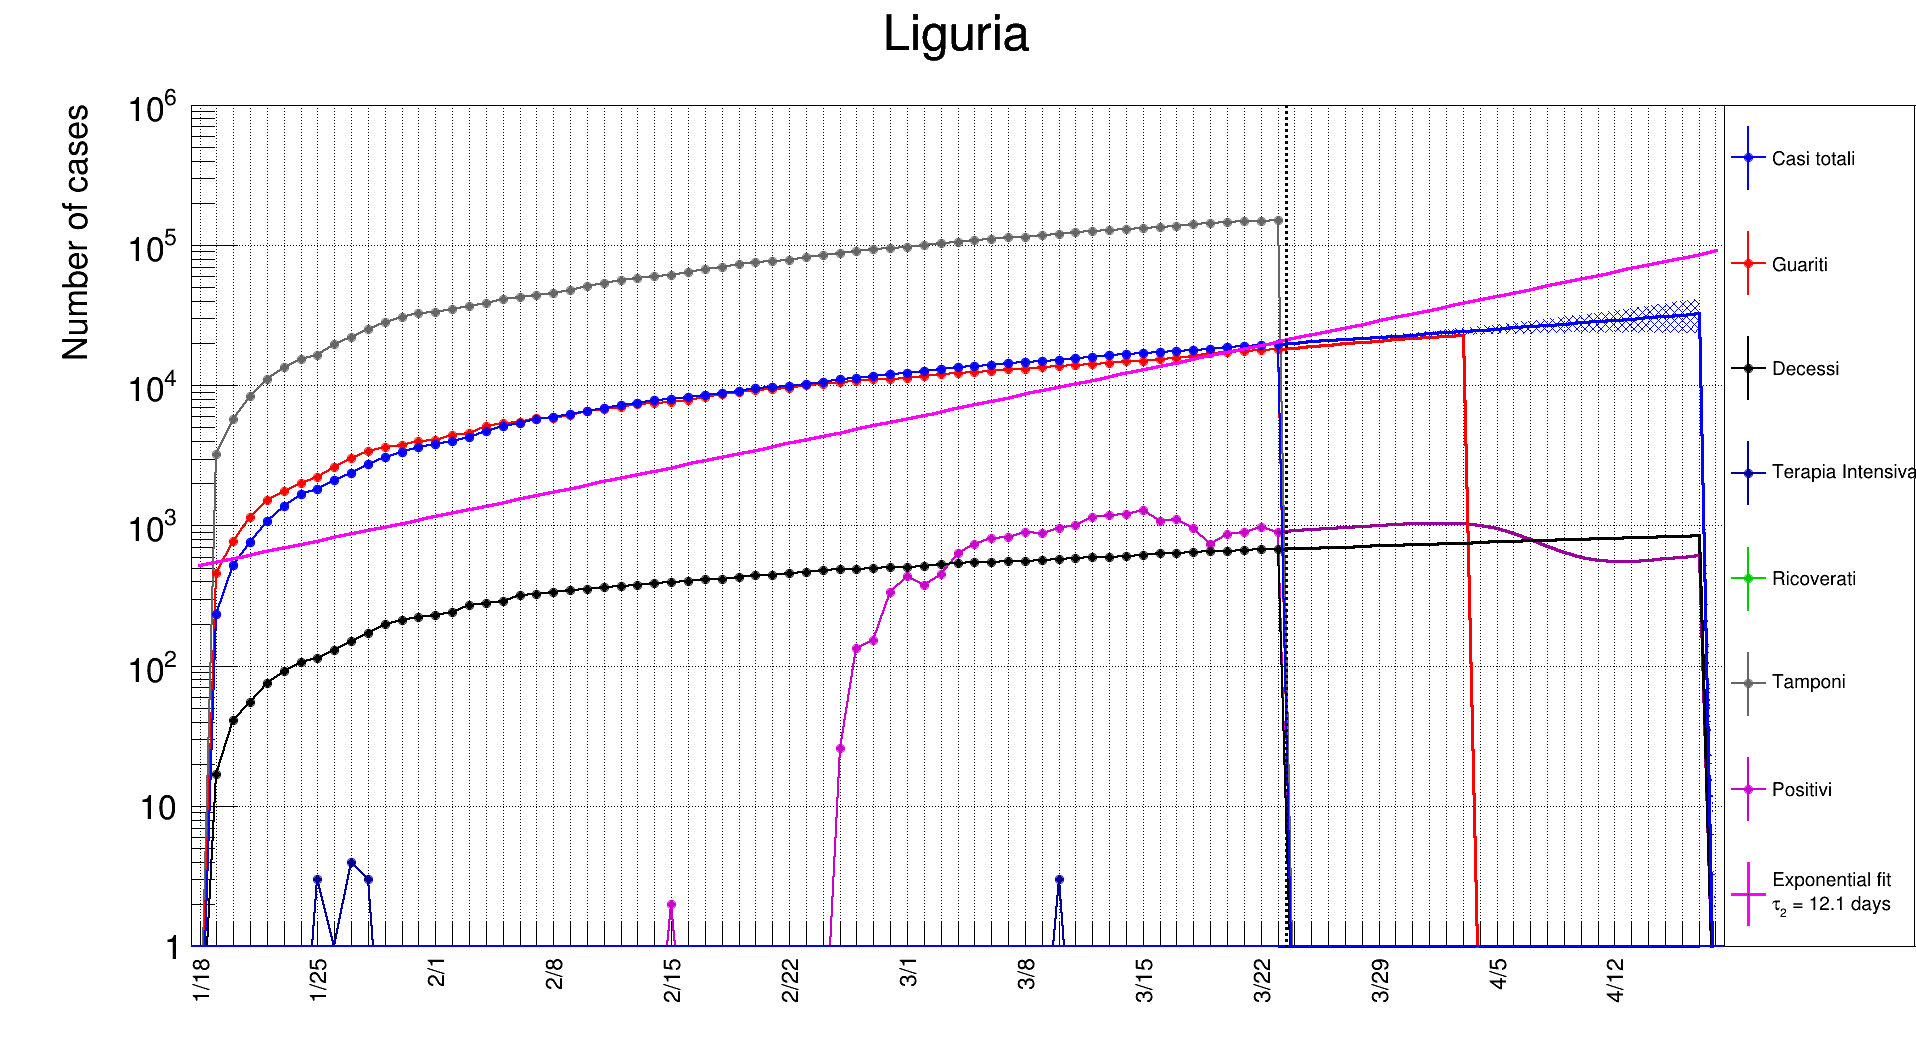 Liguria
Number of cases
10^6
10^5
10^4
10^3
10^2
10
1
1/18
1/25
2/1
2/8
2/15
2/22
3/1
3/8
3/15
3/22
3/29
4/5
4/12
Casi totali
Guariti
Decessi
Terapia Intensiva
Ricoverati
Tamponi
Positivi
Exponential fit
τ₂ = 12.1 days